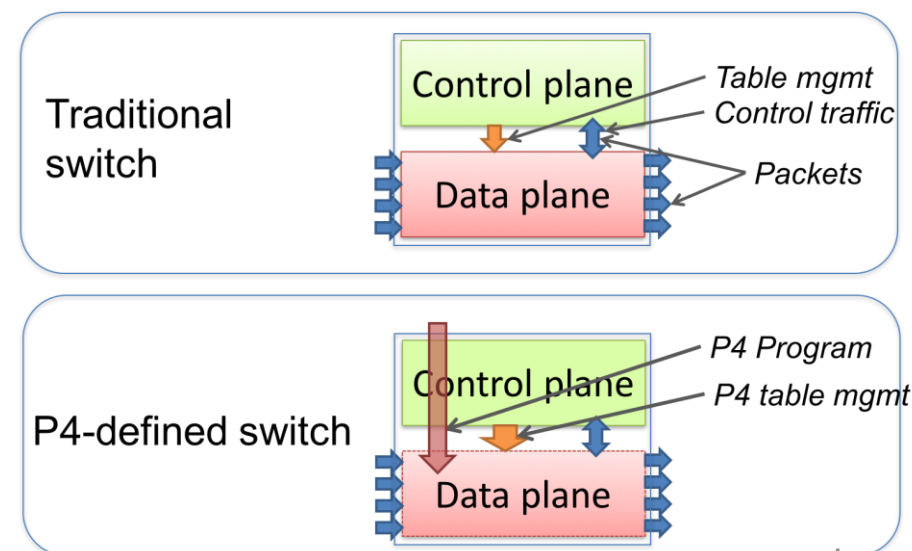 Traditional
switch
Control plane
Data plane
Table mgmt
Control traffic
Packets
P4-defined switch
Control plane
Data plane
P4 Program
P4 table mgmt